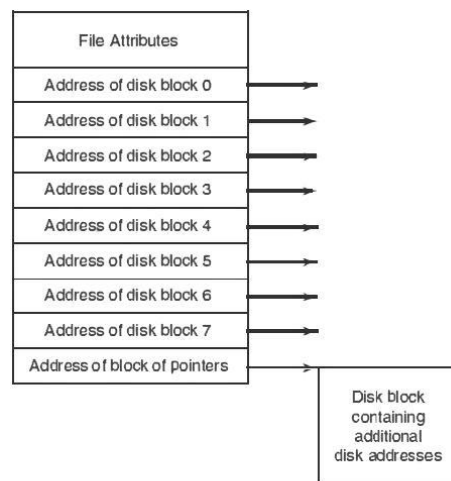 File Attributes
Address of disk block 0
Address of disk block 1
Address of disk block 2
Address of disk block 3
Address of disk block 4
Address of disk block 5
Address of disk block 6
Address of disk block 7
Address of block of pointers
Disk block
containing
additional
disk addresses